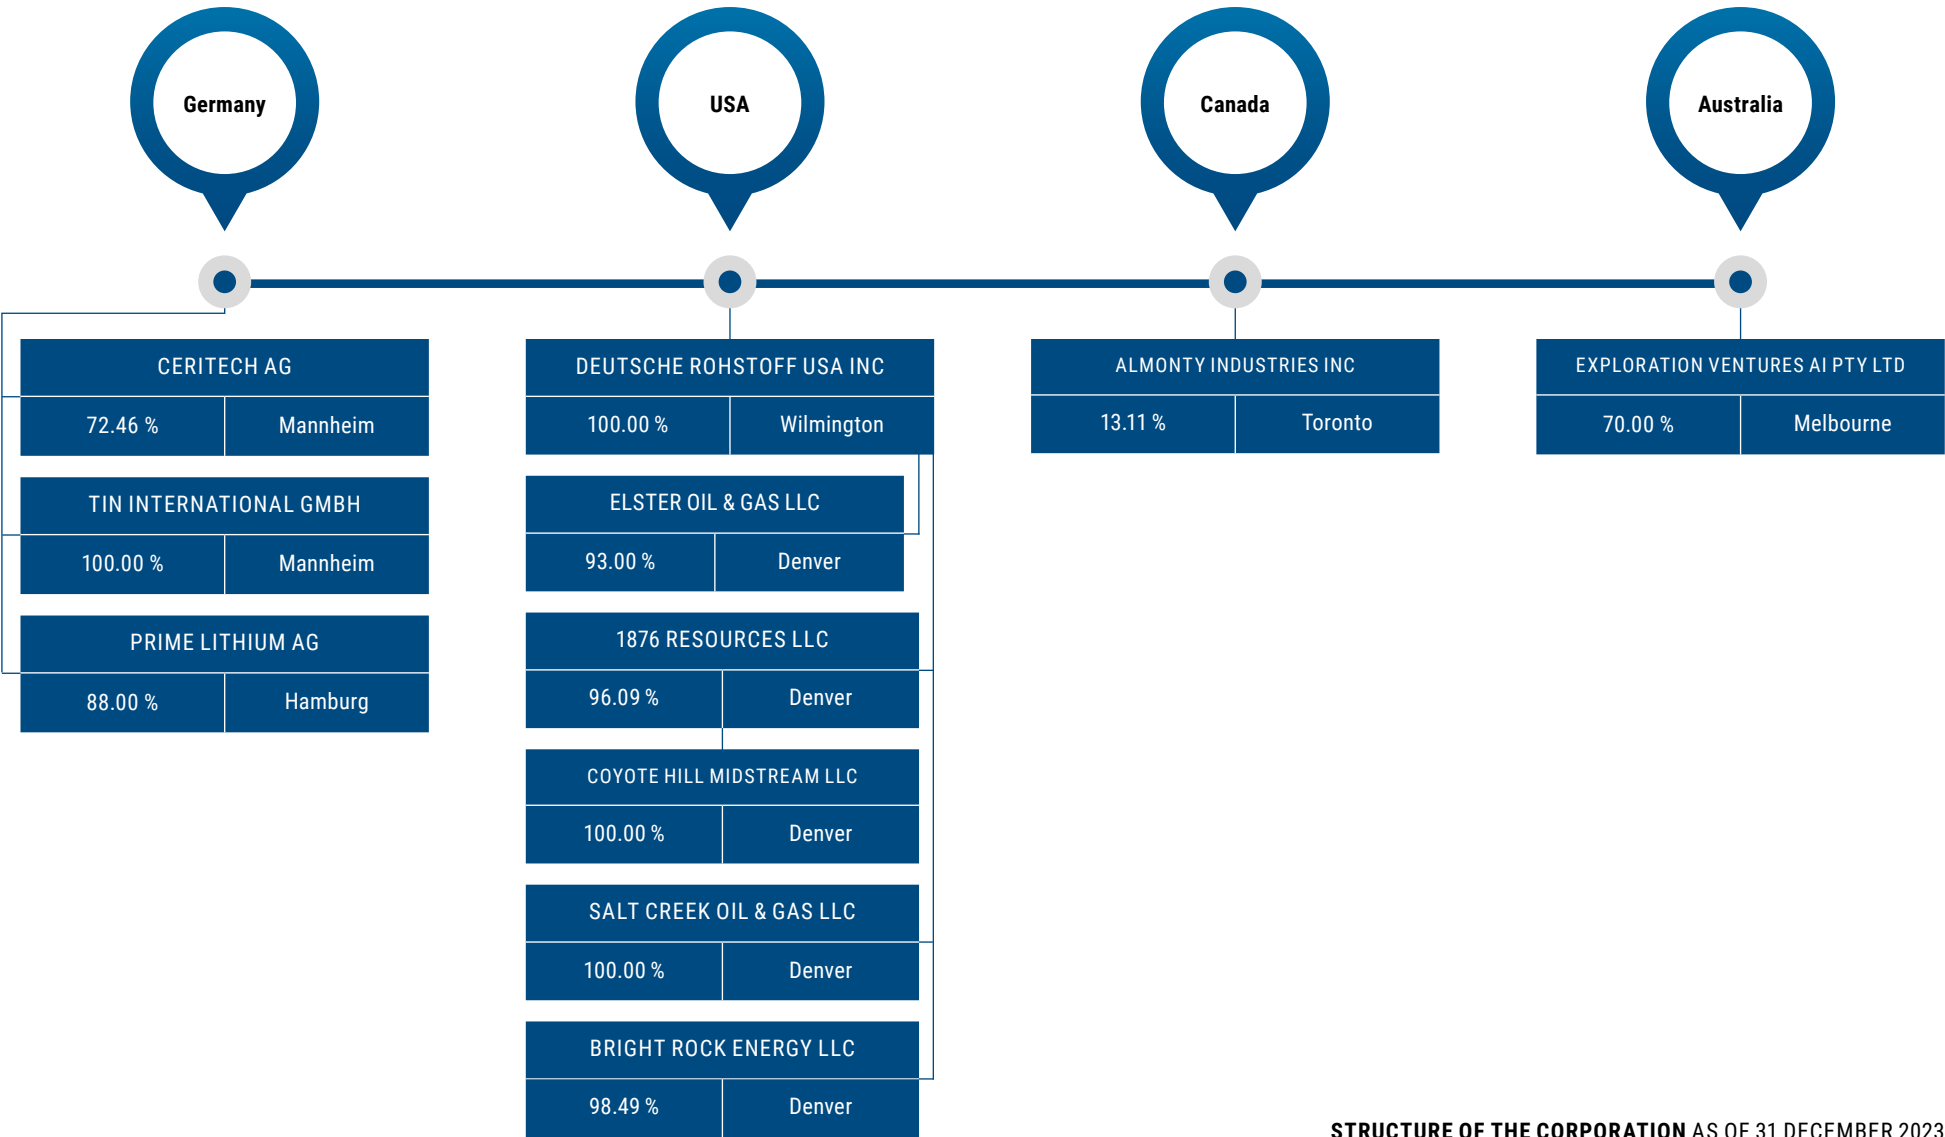 Germany
USA
Canada
Australia
CERITECH AG
72.46 %
Mannheim
TIN INTERNATIONAL GMBH
100.00 %
Mannheim
PRIME LITHIUM AG
88.00 %
Hamburg
DEUTSCHE ROHSTOFF USA INC
100.00 %
Wilmington
ELSTER OIL & GAS LLC
93.00 %
Denver
1876 RESOURCES LLC
96.09 %
Denver
COYOTE HILL MIDSTREAM LLC
100.00 %
Denver
SALT CREEK OIL & GAS LLC
100.00 %
Denver
BRIGHT ROCK ENERGY LLC
98.49 %
Denver
ALMONTY INDUSTRIES INC
13.11 %
Toronto
EXPLORATION VENTURES AI PTY LTD
70.00 %
Melbourne
STRUCTURE OF THE CORPORATION AS OF 31 DECEMBER 2023